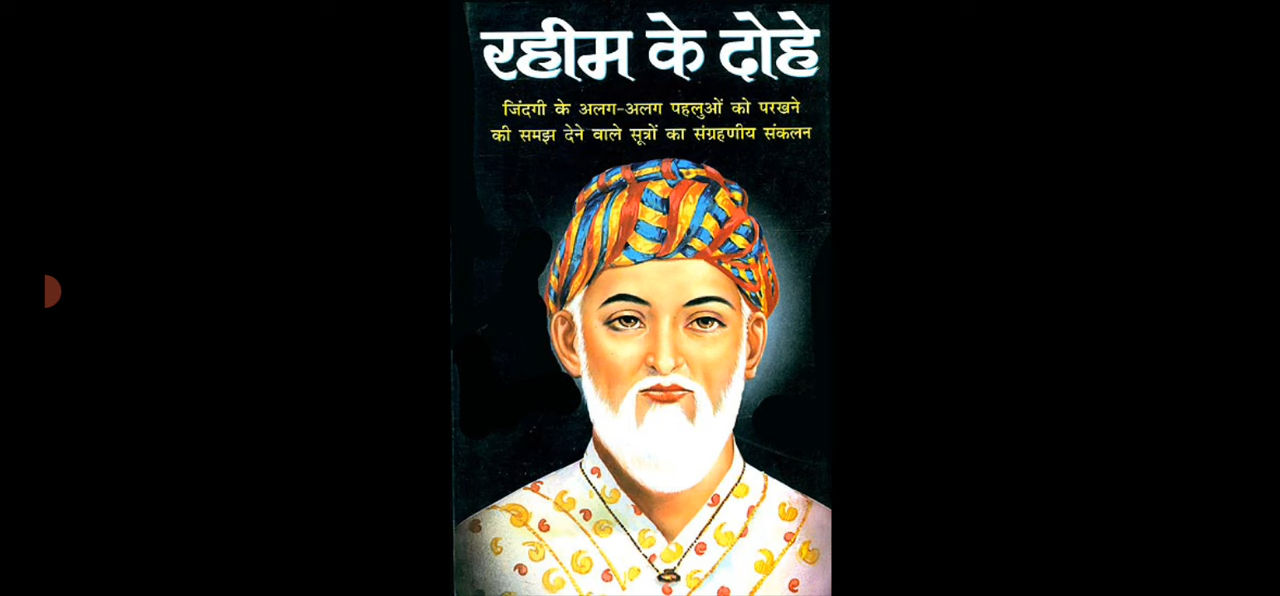 रहीम के दोहे
जिंदगी के अलग-अलग पहलुओं को परखने
की समझ देने वाले सूत्रों का संग्रहणीय संकलन